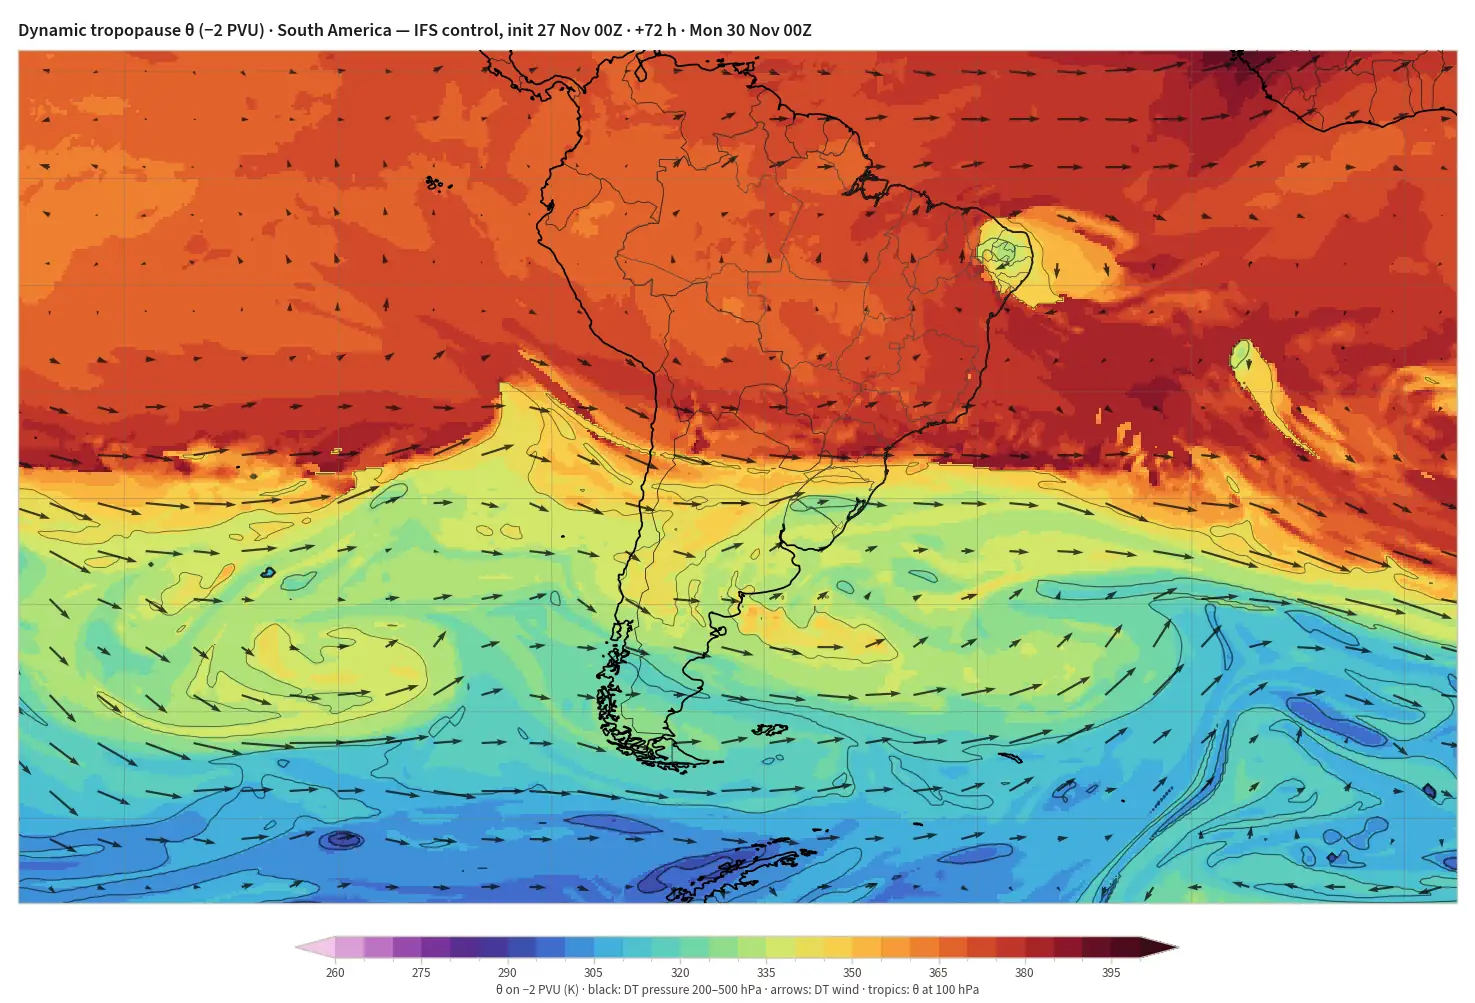 Dynamic tropopause θ (−2 PVU) · South America — IFS control, init 27 Nov 00Z · +72 h · Mon 30 Nov 00Z
260 275 290 305 320 335 350 365 380 395
θ on −2 PVU (K) · black: DT pressure 200–500 hPa · arrows: DT wind · tropics: θ at 100 hPa